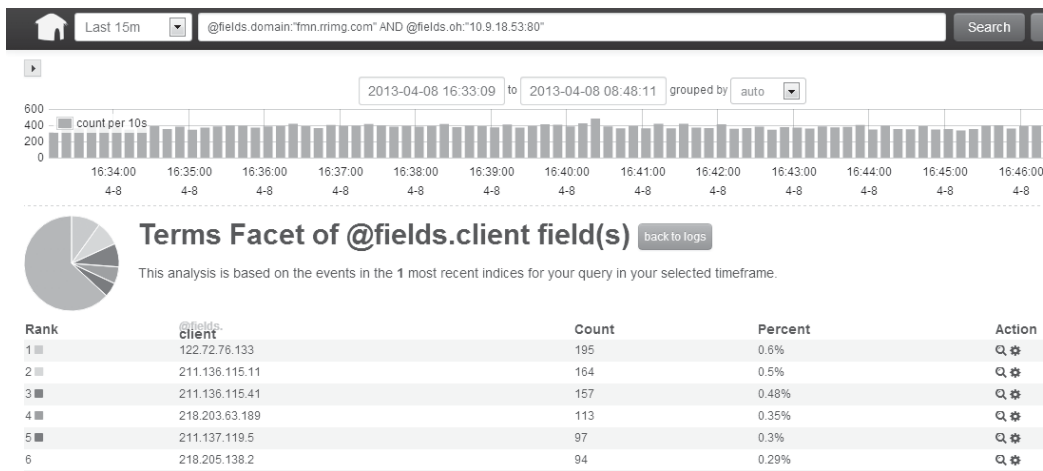 Last 15m
@fields.domain:"fmn.rrimg.com" AND @fields.oh:"10.9.18.53:80"
Search
2013-04-08 16:33:09 to 2013-04-08 08:48:11 grouped by auto
600
400
200
0
count per 10s
16:34:00 16:35:00 16:36:00 16:37:00 16:38:00 16:39:00 16:40:00 16:41:00 16:42:00 16:43:00 16:44:00 16:45:00 16:46:00
4-8 4-8 4-8 4-8 4-8 4-8 4-8 4-8 4-8 4-8 4-8 4-8 4-8
Terms Facet of @fields.client field(s) back to logs
This analysis is based on the events in the 1 most recent indices for your query in your selected timeframe.
Rank @fields.client Count Percent Action
1 122.72.76.133 195 0.6%
2 211.136.115.11 164 0.5%
3 211.136.115.41 157 0.48%
4 218.203.63.189 113 0.35%
5 211.137.119.5 97 0.3%
6 218.205.138.2 94 0.29%